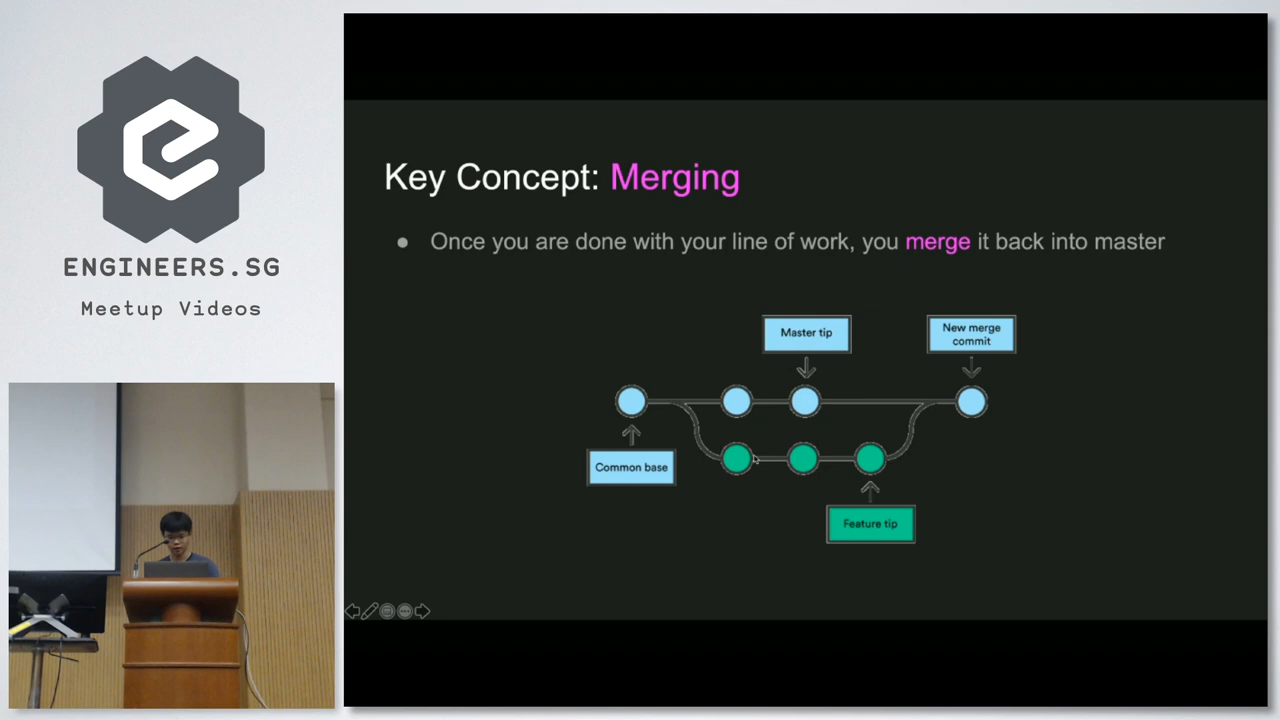 ENGINEERS.SG
Meetup Videos
Key Concept: Merging
● Once you are done with your line of work, you merge it back into master
Master tip
New merge
commit
Common base
Feature tip